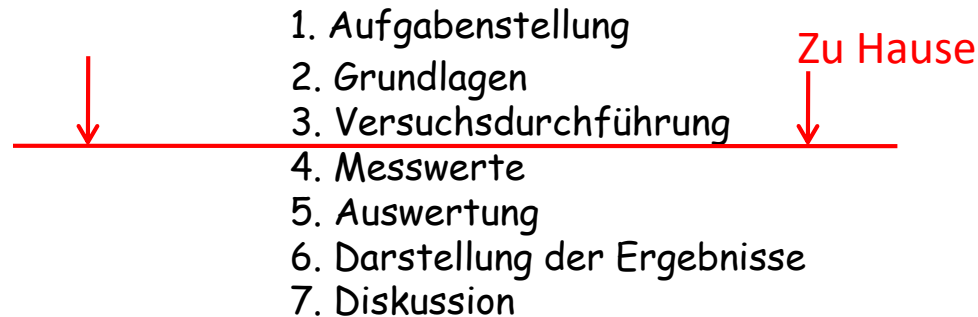 1. Aufgabenstellung
Zu Hause
2. Grundlagen
3. Versuchsdurchführung
4. Messwerte
5. Auswertung
6. Darstellung der Ergebnisse
7. Diskussion